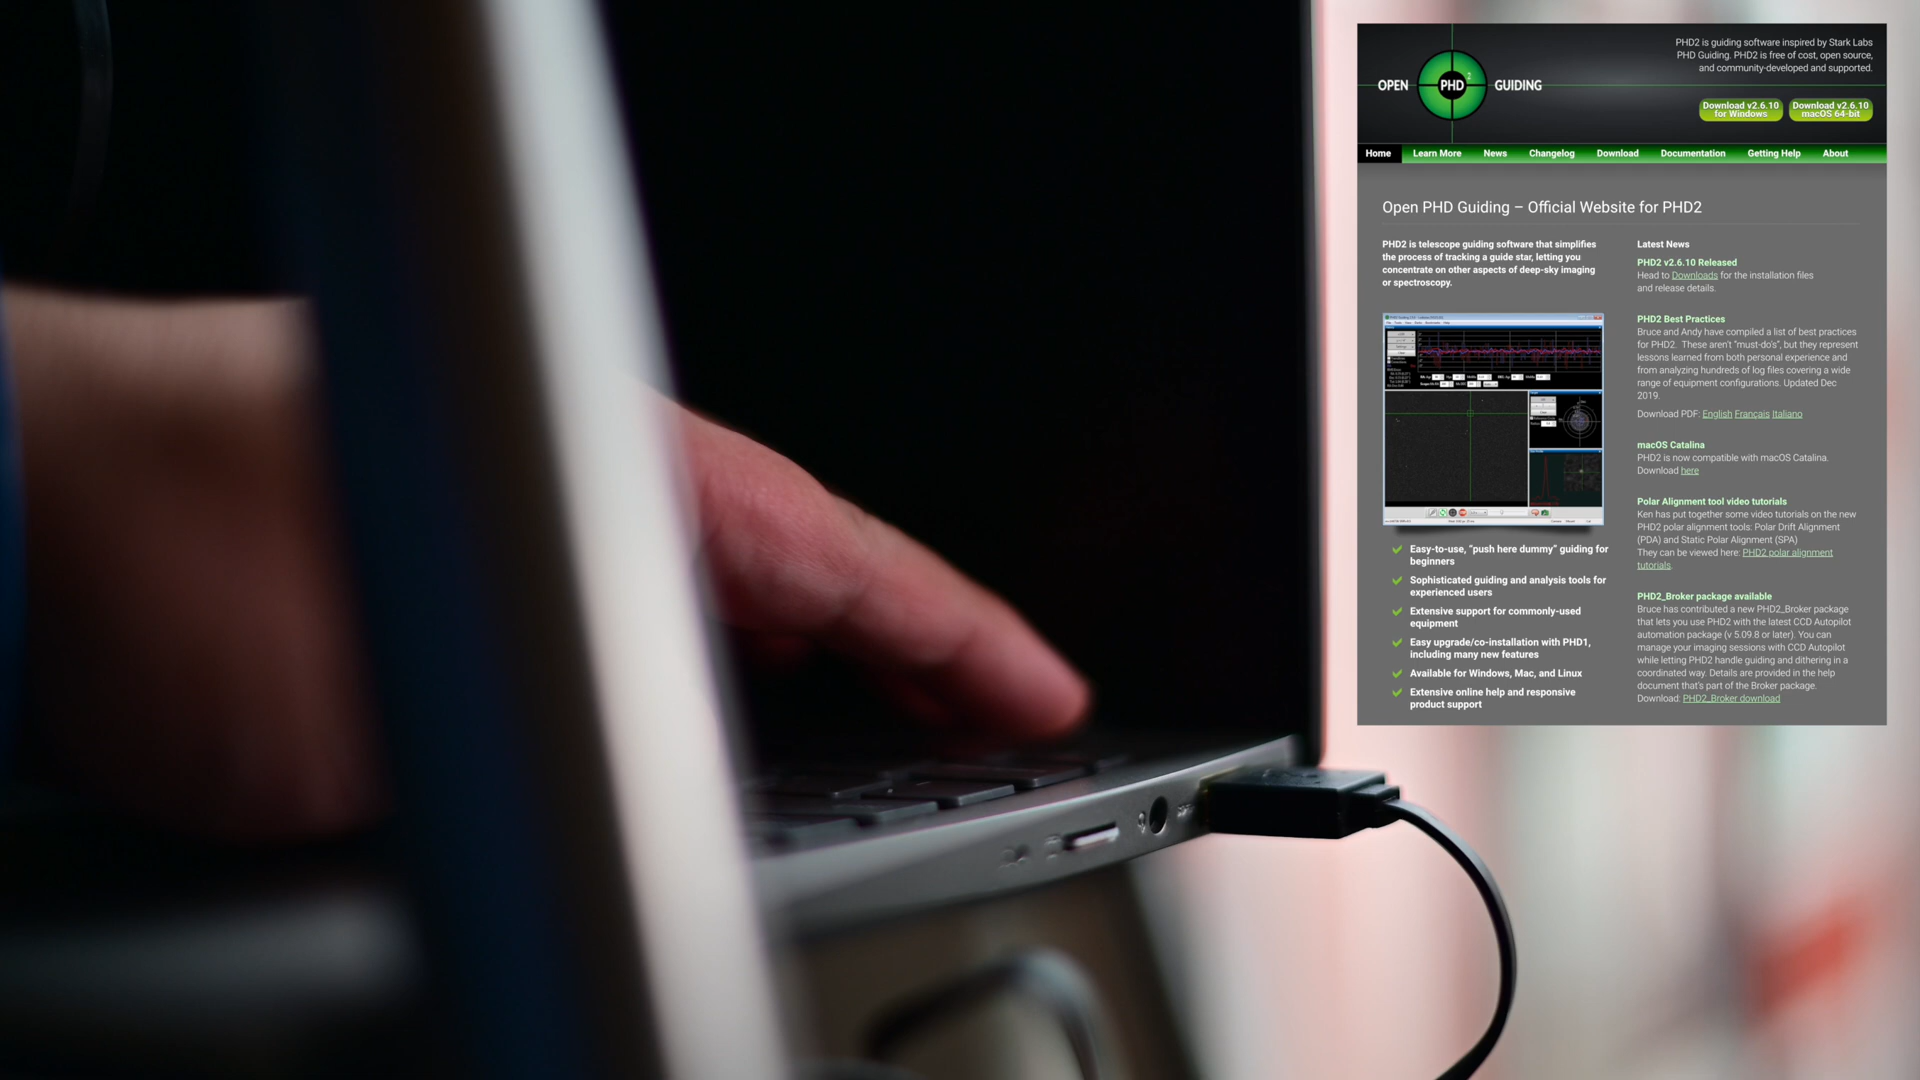 PHD2 is guiding software inspired by Stark Labs
PHD Guiding. PHD2 is free of cost, open source,
and community-developed and supported.
OPEN PHD2 GUIDING
Download v2.6.10
for Windows
Download v2.6.10
macOS 64-bit
Home Learn More News Changelog Download Documentation Getting Help About
Open PHD Guiding – Official Website for PHD2
PHD2 is telescope guiding software that simplifies
the process of tracking a guide star, letting you
concentrate on other aspects of deep-sky imaging
or spectroscopy.
Easy-to-use, “push here dummy” guiding for
beginners
Sophisticated guiding and analysis tools for
experienced users
Extensive support for commonly-used
equipment
Easy upgrade/co-installation with PHD1,
including many new features
Available for Windows, Mac, and Linux
Extensive online help and responsive
product support
Latest News
PHD2 v2.6.10 Released
Head to Downloads for the installation files
and release details.
PHD2 Best Practices
Bruce and Andy have compiled a list of best practices
for PHD2. These aren’t “must-do’s”, but they represent
lessons learned from both personal experience and
from analyzing hundreds of log files covering a wide
range of equipment configurations. Updated Dec
2019.
Download PDF: English Français Italiano
macOS Catalina
PHD2 is now compatible with macOS Catalina.
Download here
Polar Alignment tool video tutorials
Ken has put together some video tutorials on the new
PHD2 polar alignment tools: Polar Drift Alignment
(PDA) and Static Polar Alignment (SPA)
They can be viewed here: PHD2 polar alignment
tutorials.
PHD2_Broker package available
Bruce has contributed a new PHD2_Broker package
that lets you use PHD2 with the latest CCD Autopilot
automation package (v 5.09.8 or later). You can
manage your imaging sessions with CCD Autopilot
while letting PHD2 handle guiding and dithering in a
coordinated way. Details are provided in the help
document that’s part of the Broker package.
Download: PHD2_Broker download